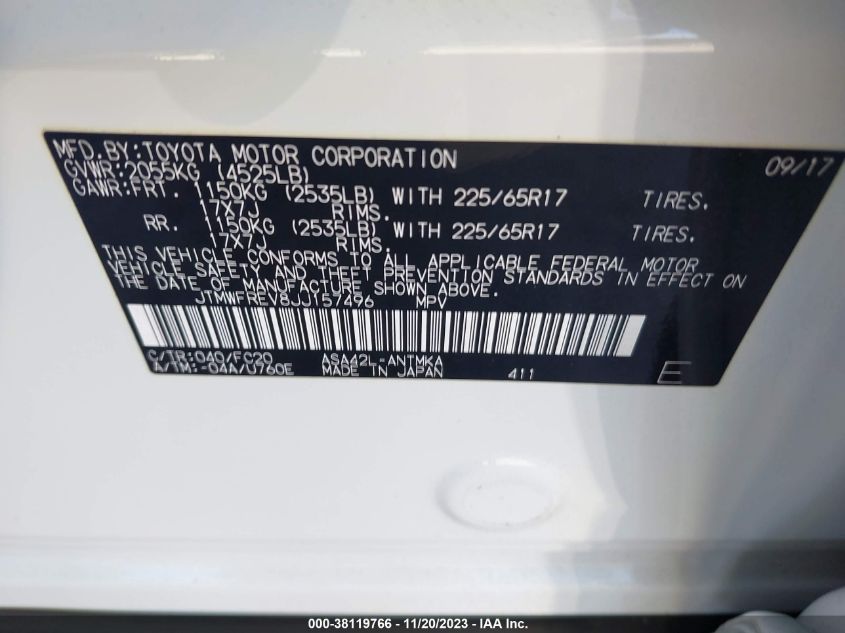 MFD.BY:TOYOTA MOTOR CORPORATION 09/17
GVWR:2055KG (4525LB)
GAWR:FRT. 1150KG (2535LB) WITH 225/65R17 TIRES.
17X7J RIMS.
RR. 1150KG (2535LB) WITH 225/65R17 TIRES.
17X7J RIMS.
THIS VEHICLE CONFORMS TO ALL APPLICABLE FEDERAL MOTOR
VEHICLE SAFETY AND THEFT PREVENTION STANDARDS IN EFFECT ON
THE DATE OF MANUFACTURE SHOWN ABOVE.
JTMWFREV8JJ157496 MPV
C/TR:040/FC20 ASA42L-ANTMKA
A/TM:-04A/U760E MADE IN JAPAN 411 E
000-38119766 - 11/20/2023 - IAA Inc.